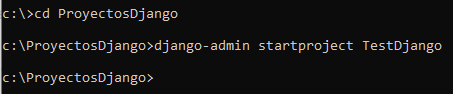 c:\>cd ProyectosDjango
c:\ProyectosDjango>django-admin startproject TestDjango
c:\ProyectosDjango>